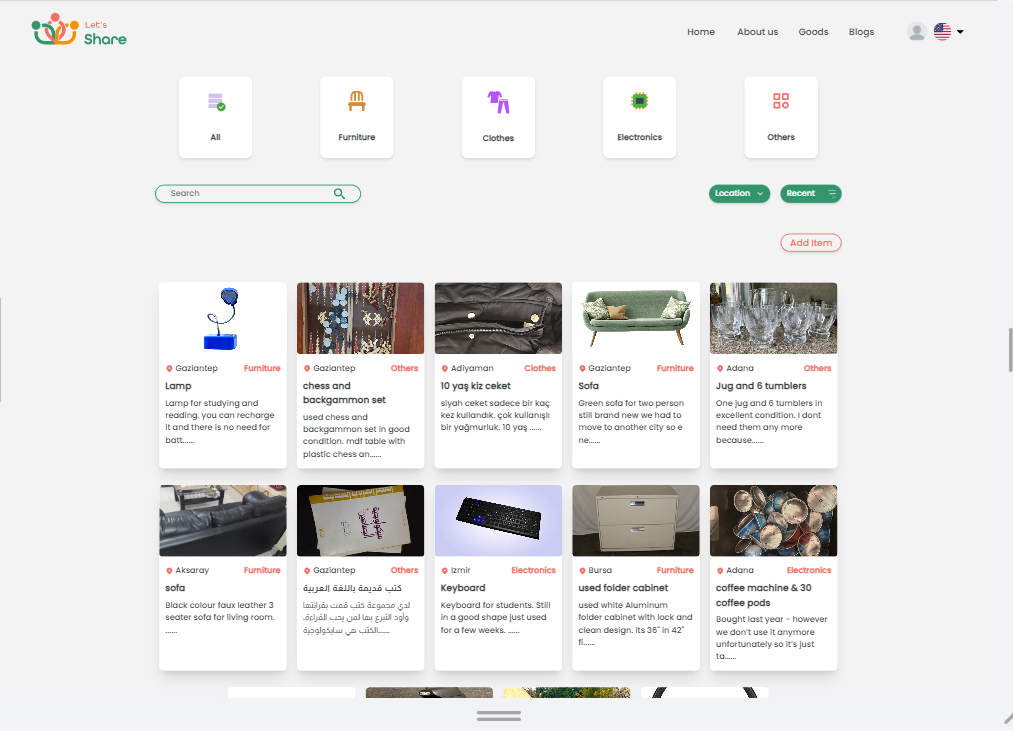 Let's
Share
Home
About us
Goods
Blogs
All
Furniture
Clothes
Electronics
Others
Search
Location
Recent
Add Item
Gaziantep
Furniture
Lamp
Lamp for studying and
reading. you can recharge
it and there is no need for
batt......
Gaziantep
Others
chess and
backgammon set
used chess and
backgammon set in good
condition. mdf table with
plastic chess an......
Adiyaman
Clothes
10 yaş kiz ceket
siyah ceket sadece bir kaç
kez kullandık. çok kullanışlı
bir yağmurluk. 10 yaş ......
Gaziantep
Furniture
Sofa
Green sofa for two person
still brand new we had to
move to another city so e
ne......
Adana
Others
Jug and 6 tumblers
One jug and 6 tumblers in
excellent condition. I dont
need them any more
because......
Aksaray
Furniture
sofa
Black colour faux leather 3
seater sofa for living room.
......
Gaziantep
Others
كتب قديمة باللغة العربية
لدي مجموعة كتب قمت بقرائتها
وأود التبرع بها لمن يحب القراءة.
الكتب هي سايكولوجية......
Izmir
Electronics
Keyboard
Keyboard for students. Still
in a good shape just used
for a few weeks. ......
Bursa
Furniture
used folder cabinet
used white Aluminum
folder cabinet with lock and
clean design. its 36" in 42"
fi......
Adana
Electronics
coffee machine & 30
coffee pods
Bought last year - however
we don't use it anymore
unfortunately so it's just
ta......